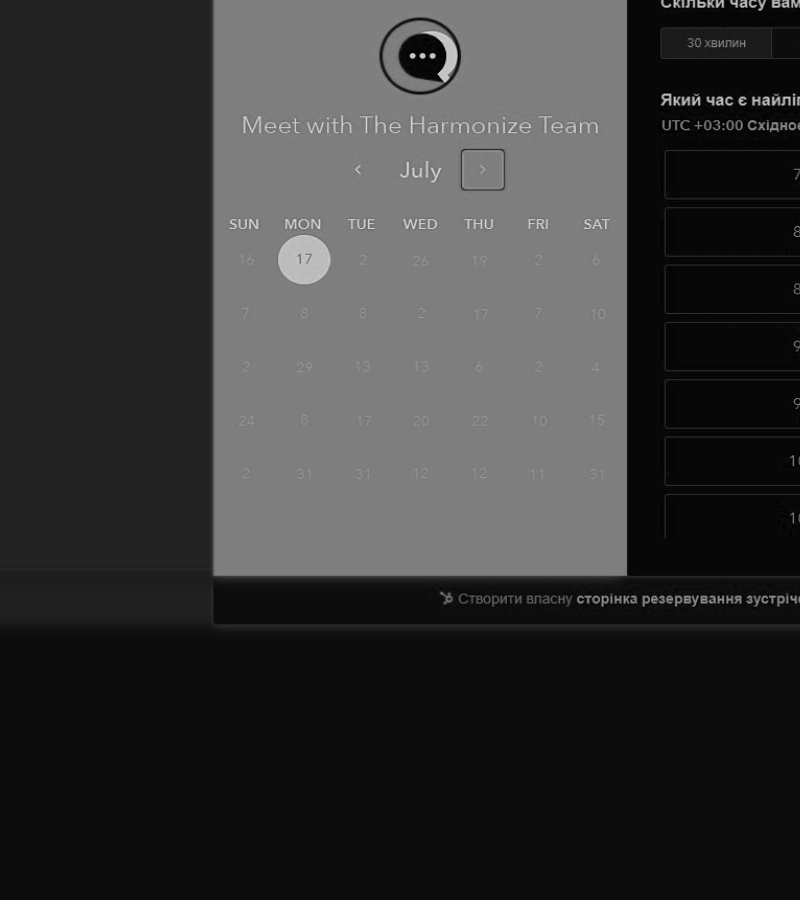 Скільки часу вам
30 хвилин
Meet with The Harmonize Team
Який час є найліп
UTC +03:00 Східноє
July
SUN MON TUE WED THU FRI SAT
16 17 2 26 19 2 6
7 8 8 2 17 7 10
2 29 13 13 6 2 4
24 8 17 20 22 10 15
2 31 31 12 12 11 31
7
8
8
9
9
10
10
Створити власну сторінка резервування зустріче